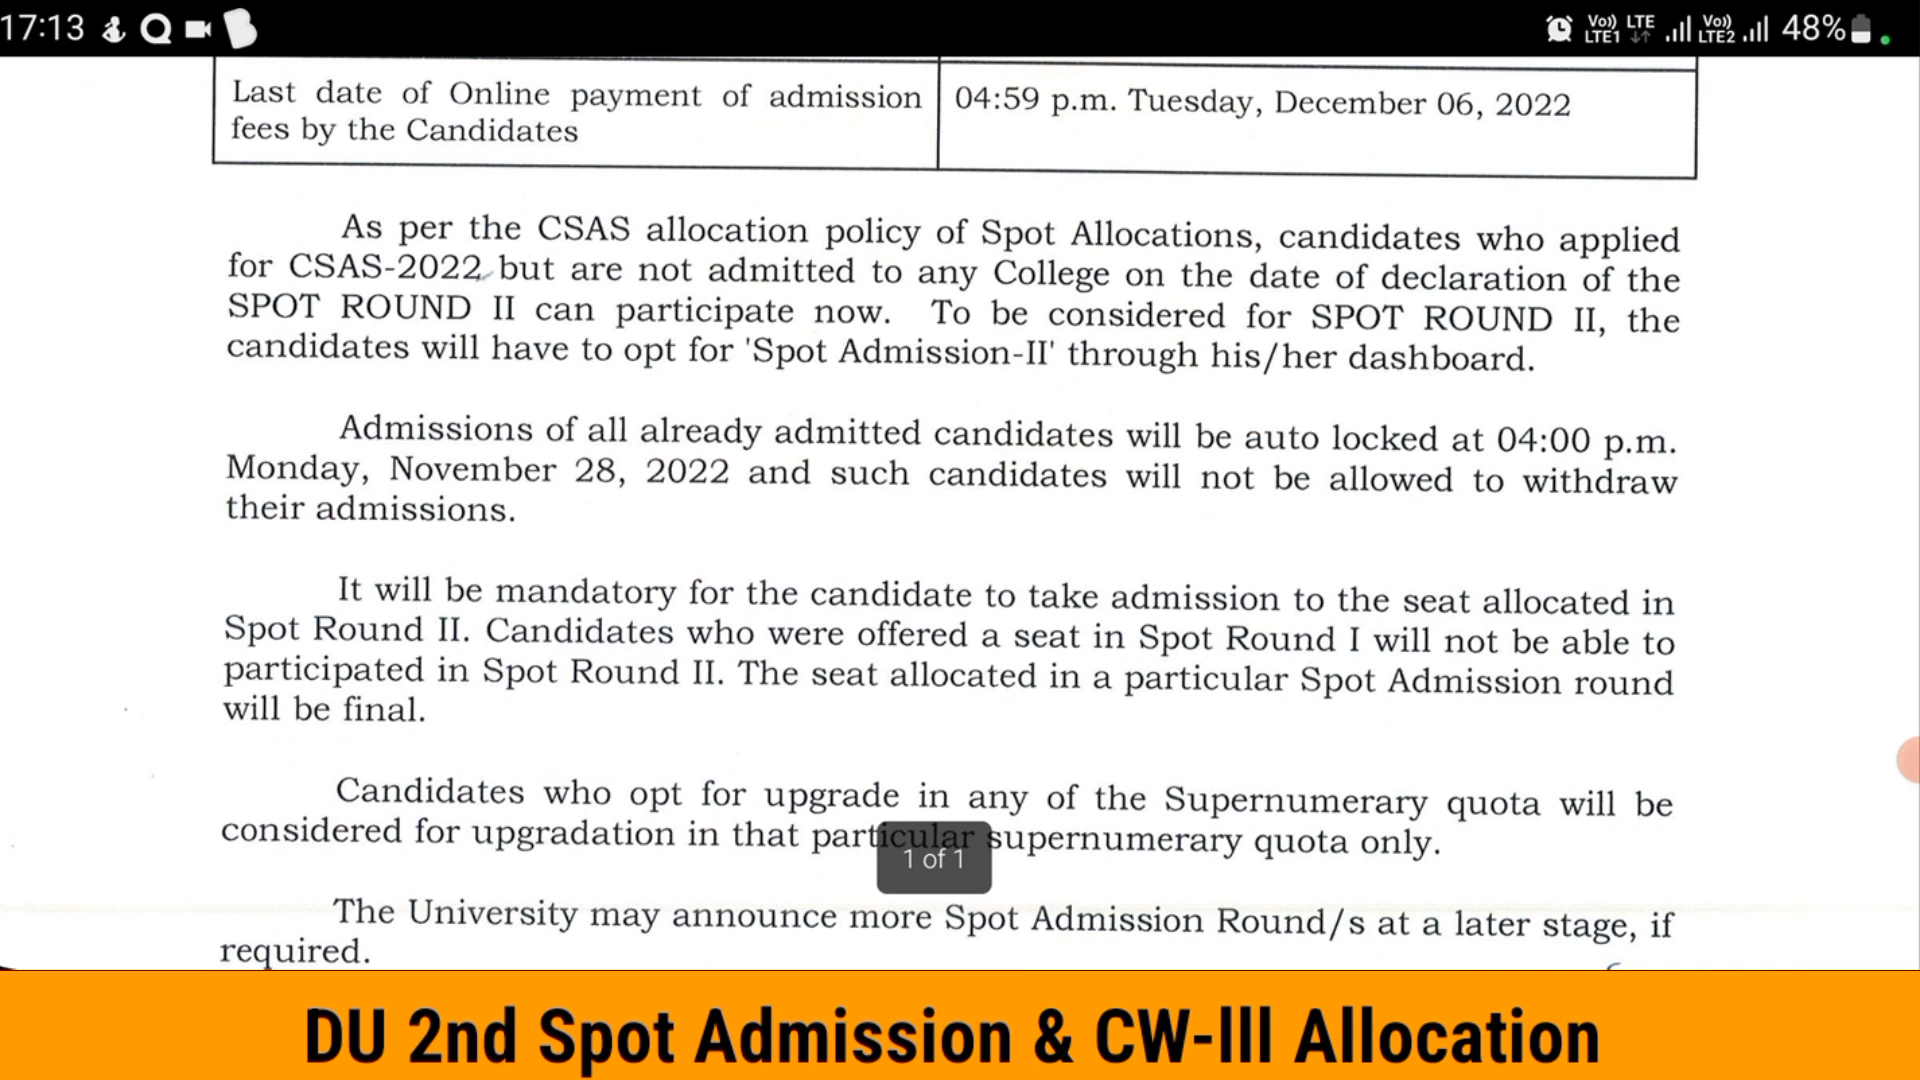 17:13
Vo)) LTE Vo)) 48%
LTE1 LTE2
Last date of Online payment of admission 04:59 p.m. Tuesday, December 06, 2022
fees by the Candidates
As per the CSAS allocation policy of Spot Allocations, candidates who applied
for CSAS-2022 but are not admitted to any College on the date of declaration of the
SPOT ROUND II can participate now. To be considered for SPOT ROUND II, the
candidates will have to opt for 'Spot Admission-II' through his/her dashboard.
Admissions of all already admitted candidates will be auto locked at 04:00 p.m.
Monday, November 28, 2022 and such candidates will not be allowed to withdraw
their admissions.
It will be mandatory for the candidate to take admission to the seat allocated in
Spot Round II. Candidates who were offered a seat in Spot Round I will not be able to
participated in Spot Round II. The seat allocated in a particular Spot Admission round
will be final.
Candidates who opt for upgrade in any of the Supernumerary quota will be
considered for upgradation in that particular supernumerary quota only.
1 of 1
The University may announce more Spot Admission Round/s at a later stage, if
required.
DU 2nd Spot Admission & CW-III Allocation